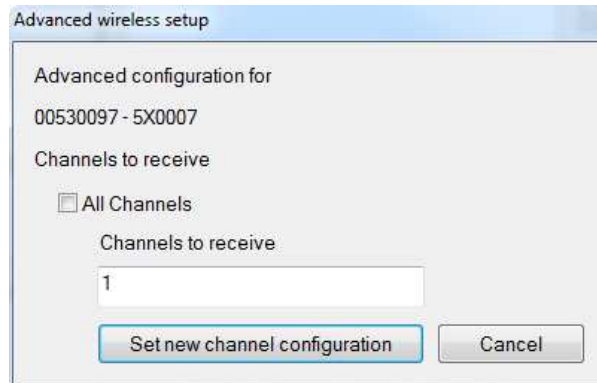 Advanced wireless setup
Advanced configuration for
00530097 - 5X0007
Channels to receive
All Channels
Channels to receive
1
Set new channel configuration Cancel